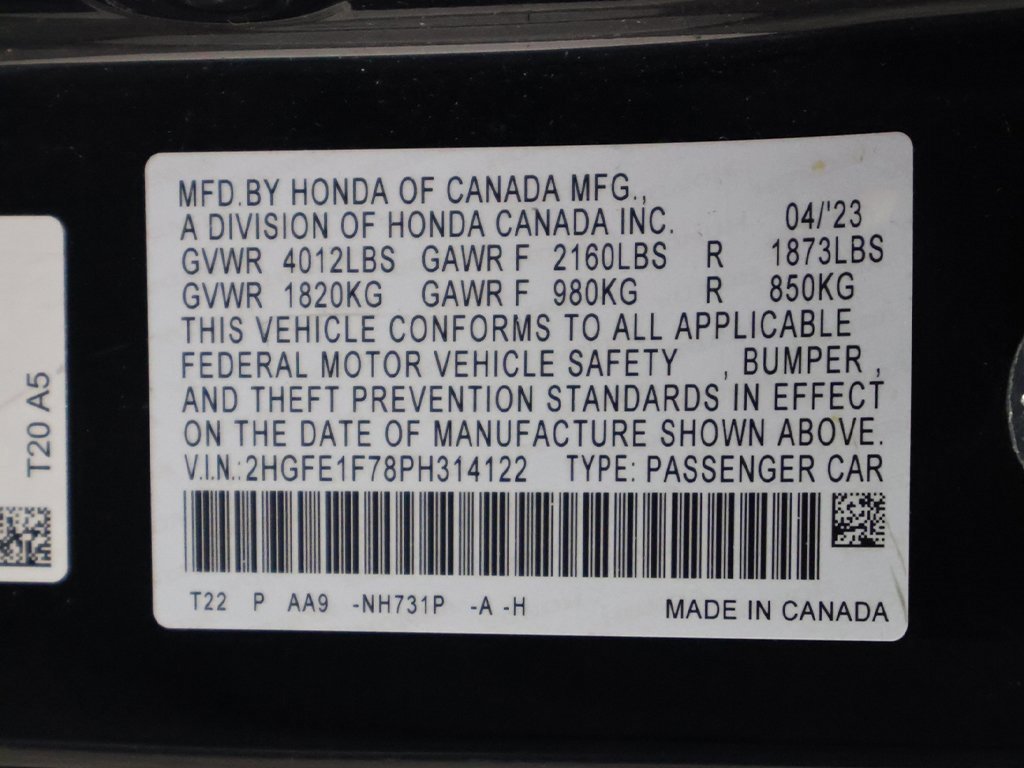 MFD.BY HONDA OF CANADA MFG.,
A DIVISION OF HONDA CANADA INC. 04/'23
GVWR 4012LBS GAWR F 2160LBS R 1873LBS
GVWR 1820KG GAWR F 980KG R 850KG
THIS VEHICLE CONFORMS TO ALL APPLICABLE
FEDERAL MOTOR VEHICLE SAFETY , BUMPER ,
AND THEFT PREVENTION STANDARDS IN EFFECT
ON THE DATE OF MANUFACTURE SHOWN ABOVE.
V.I.N.:2HGFE1F78PH314122 TYPE: PASSENGER CAR
T22 P AA9 -NH731P -A -H MADE IN CANADA
T20 A5